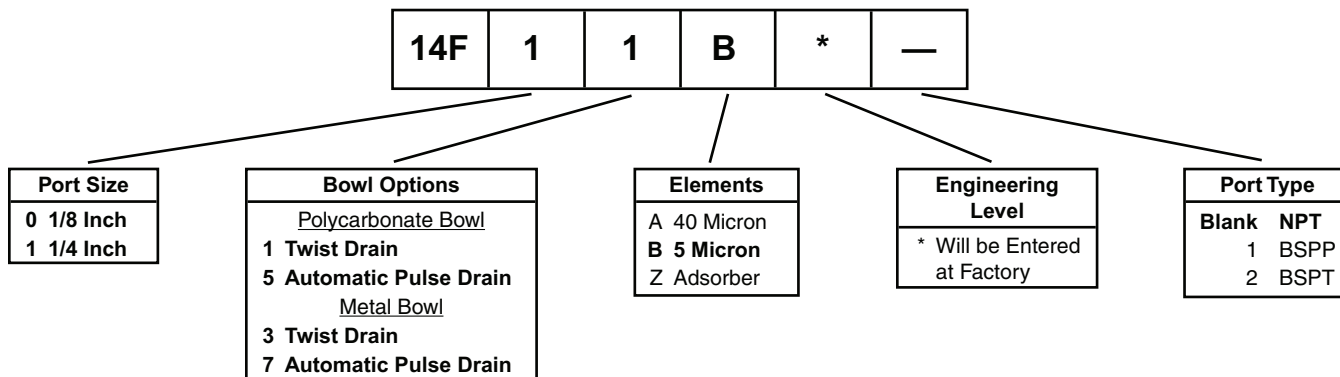 14F 1 1 B * —
Port Size
0 1/8 Inch
1 1/4 Inch
Bowl Options
Polycarbonate Bowl
1 Twist Drain
5 Automatic Pulse Drain
Metal Bowl
3 Twist Drain
7 Automatic Pulse Drain
Elements
A 40 Micron
B 5 Micron
Z Adsorber
Engineering
Level
* Will be Entered
at Factory
Port Type
Blank NPT
1 BSPP
2 BSPT